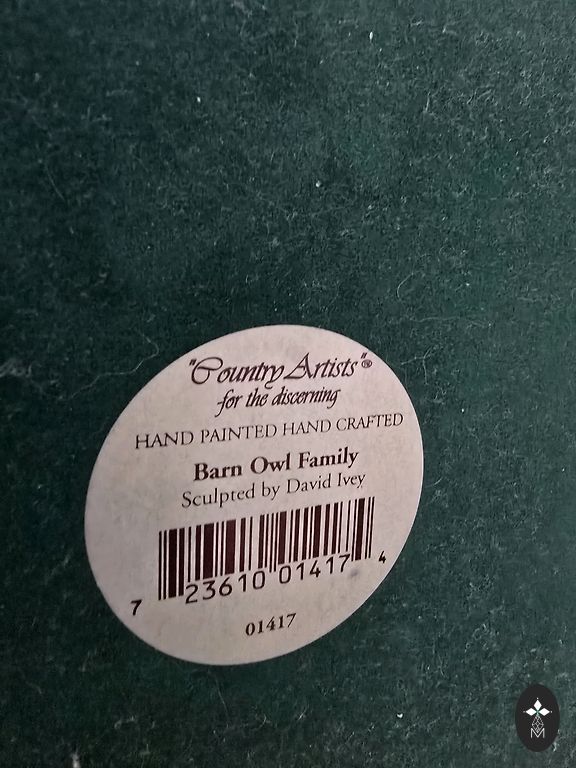 "Country Artists"®
for the discerning
HAND PAINTED HAND CRAFTED
Barn Owl Family
Sculpted by David Ivey
7 23610 01417 4
01417
M